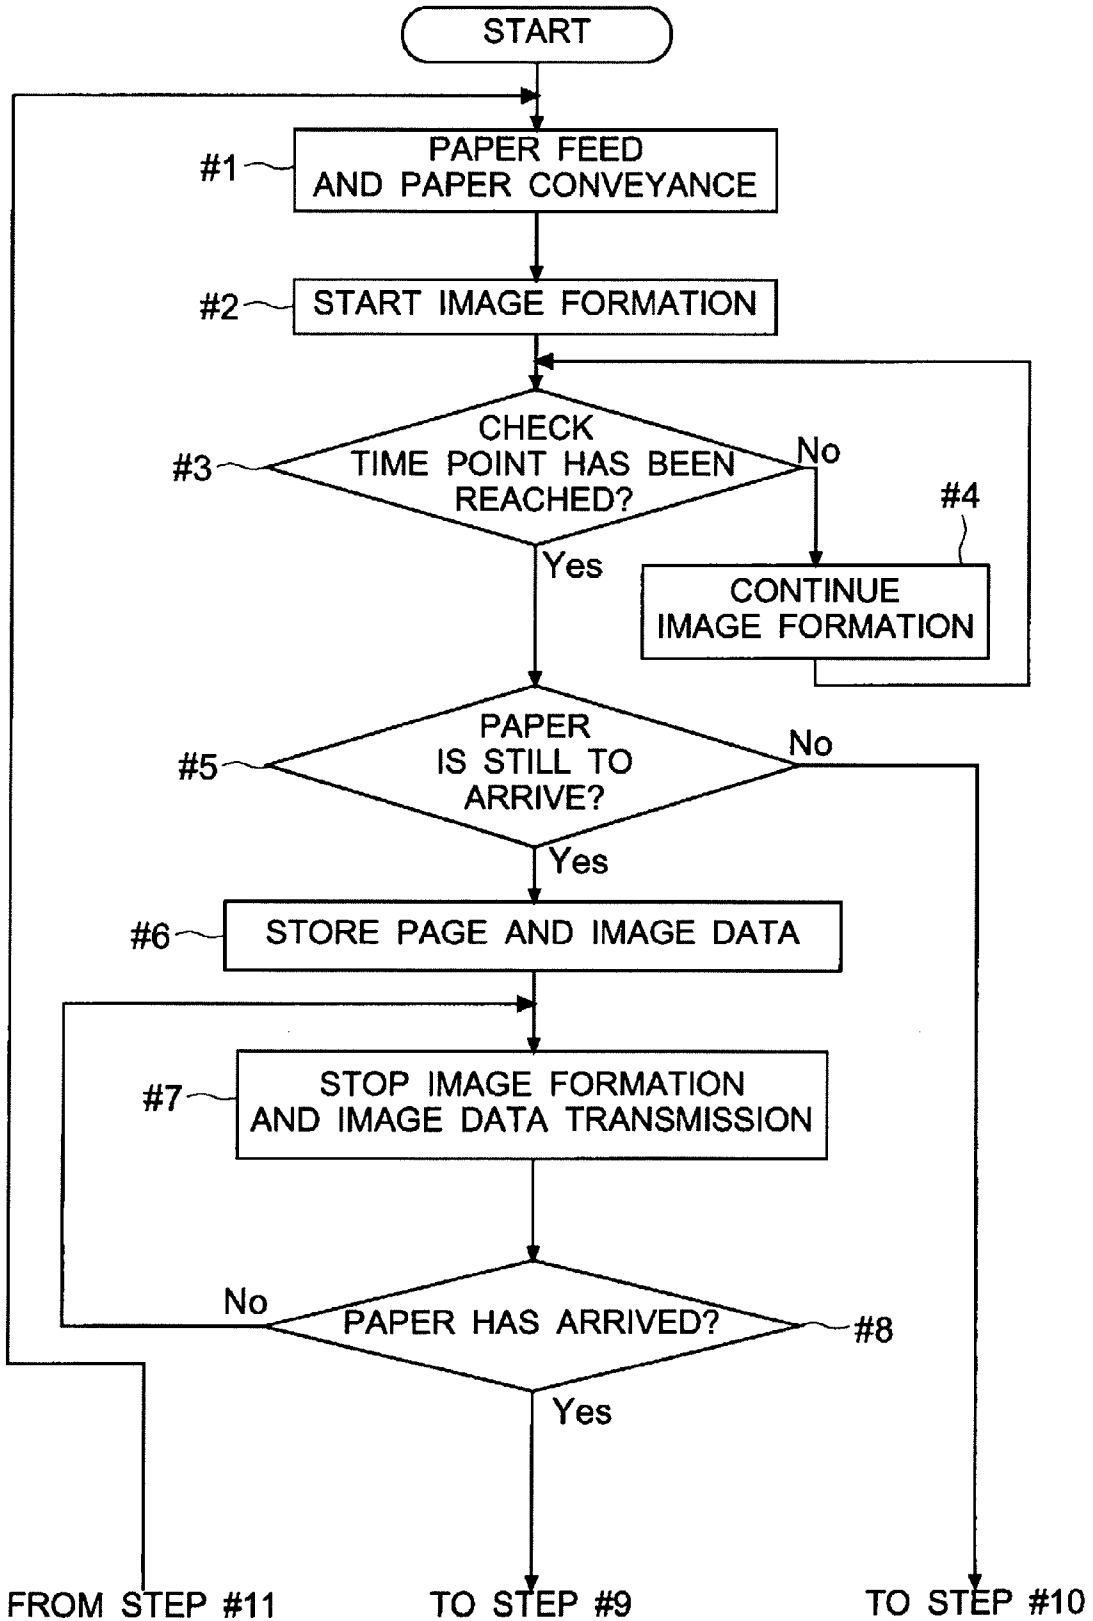 START
#1
PAPER FEED
AND PAPER CONVEYANCE
#2
START IMAGE FORMATION
#3
CHECK
TIME POINT HAS BEEN
REACHED?
No
Yes
#4
CONTINUE
IMAGE FORMATION
#5
PAPER
IS STILL TO
ARRIVE?
No
Yes
#6
STORE PAGE AND IMAGE DATA
#7
STOP IMAGE FORMATION
AND IMAGE DATA TRANSMISSION
No
PAPER HAS ARRIVED?
#8
Yes
FROM STEP #11
TO STEP #9
TO STEP #10